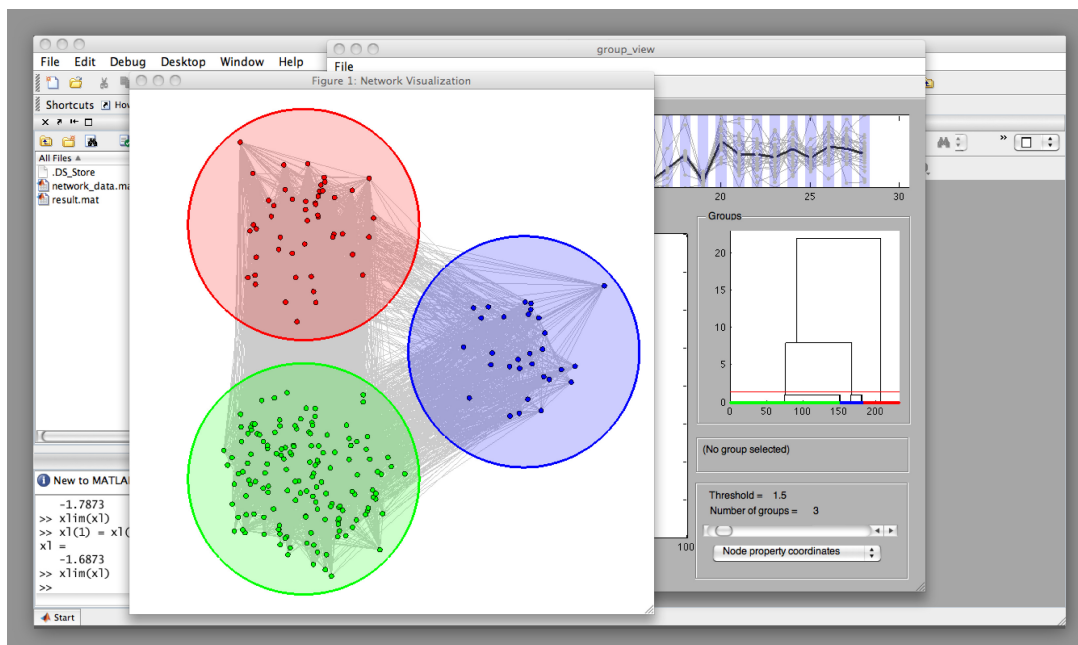 group_view
File Edit Debug Desktop Window Help
File
Figure 1: Network Visualization
Shortcuts
All Files
.DS_Store
network_data.ma
result.mat
20 25 30
Groups
20
15
10
5
0
0 50 100 150 200
(No group selected)
New to MATLA
-1.7873
>> xlim(xl)
>> xl(1) = xl(
xl =
-1.6873
>> xlim(xl)
>>
Threshold = 1.5
Number of groups = 3
100
Node property coordinates
Start